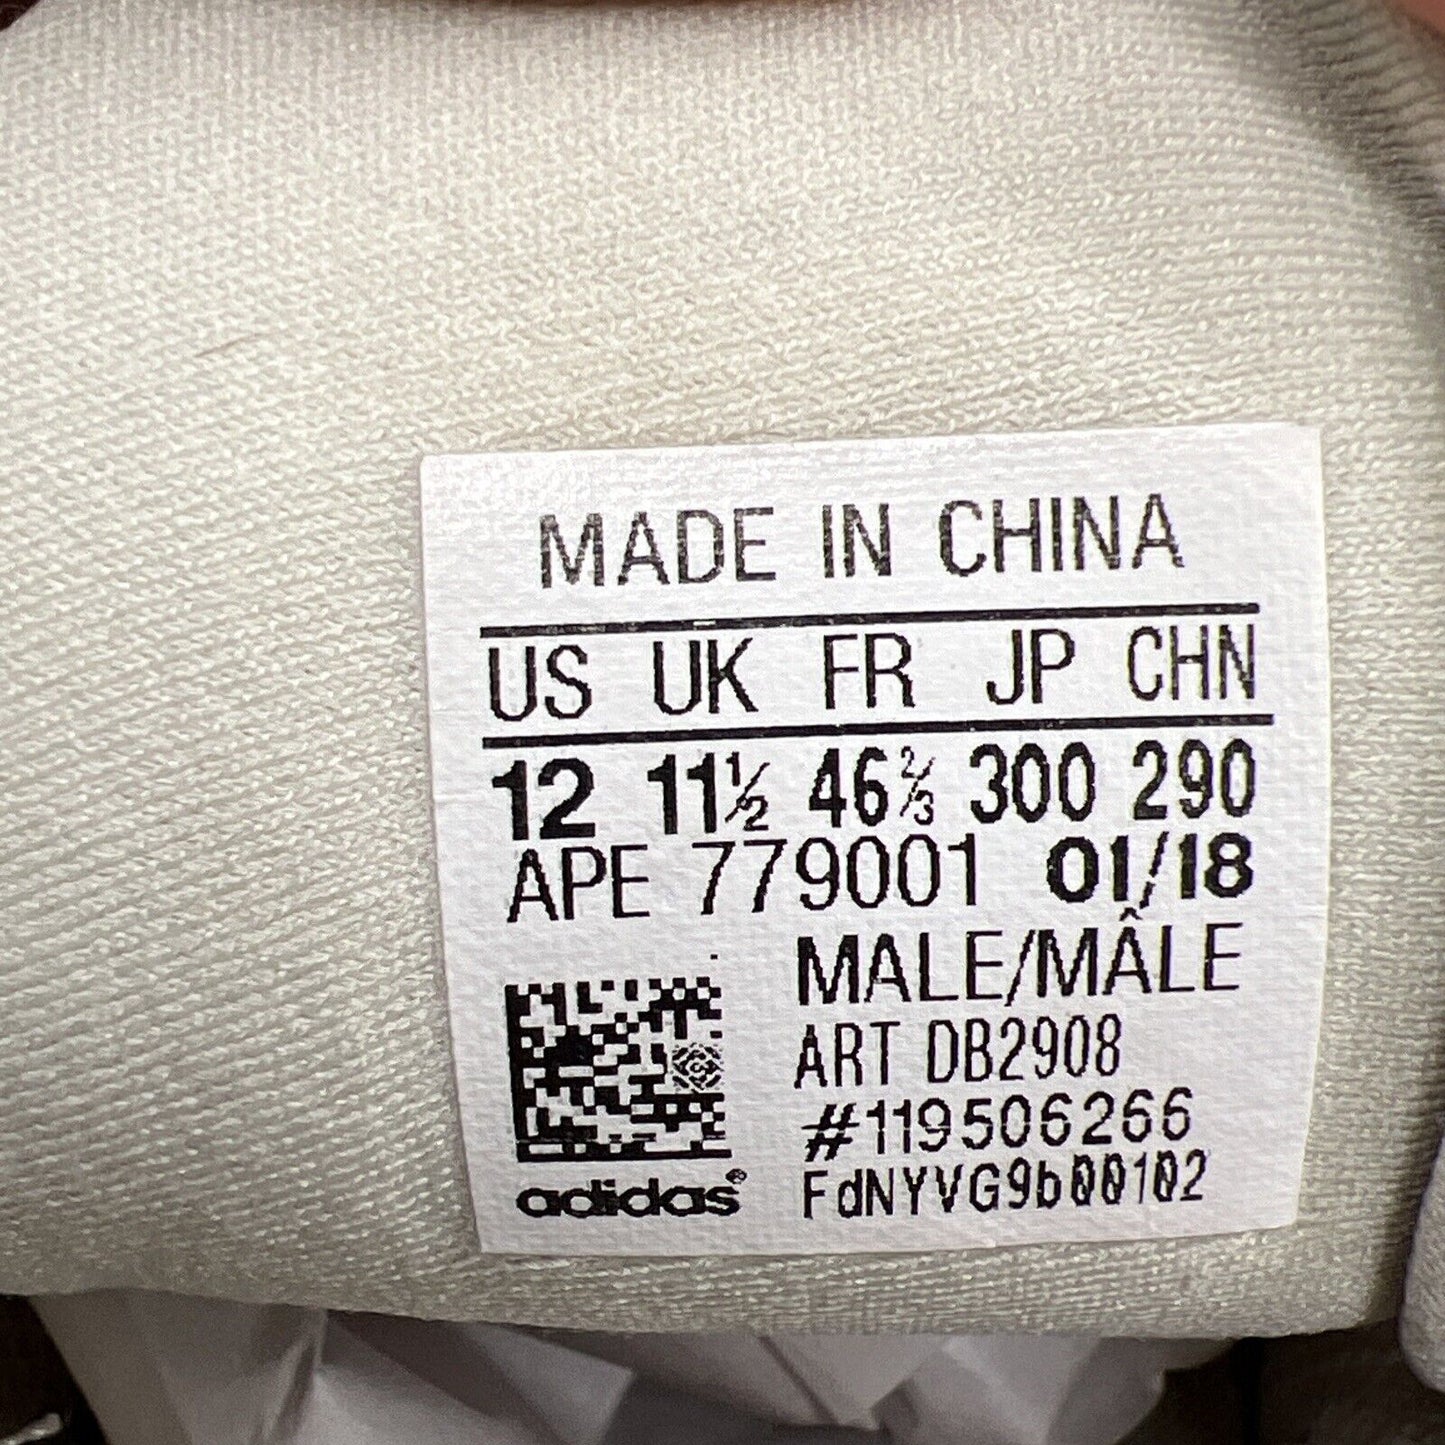 MADE IN CHINA
US UK FR JP CHN
12 11½ 46⅔ 300 290
APE 779001 01/18
MALE/MÂLE
ART DB2908
#119506266
FdNYVG9b00102
adidas®